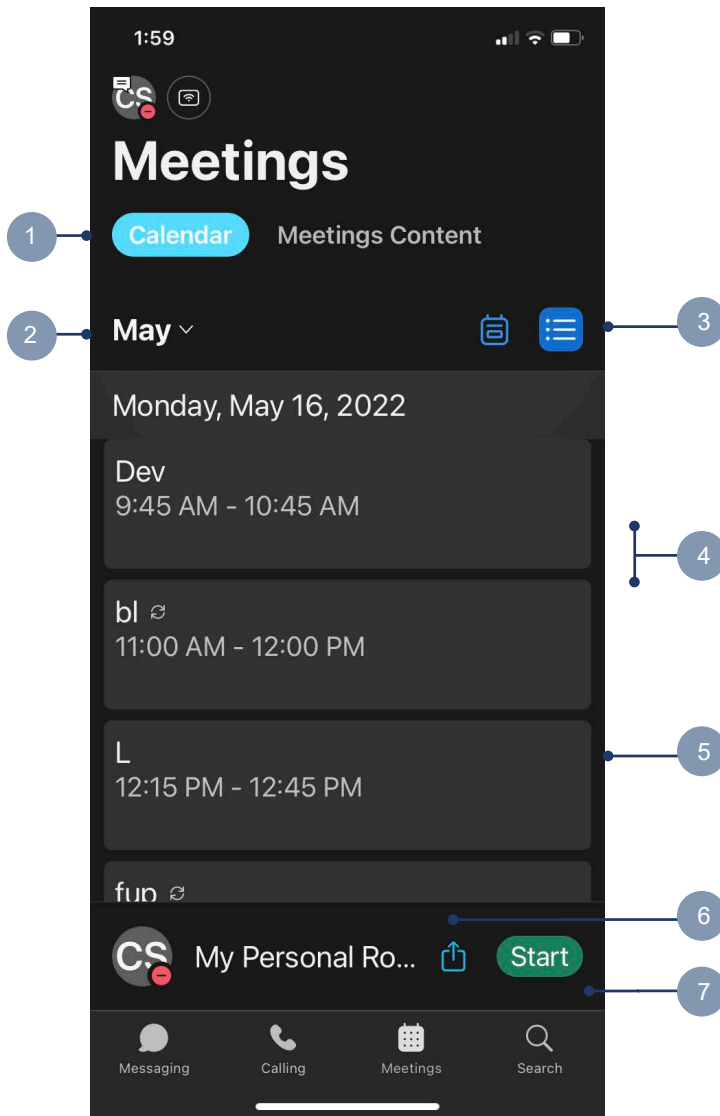 1:59
CS
Meetings
1
Calendar Meetings Content
2
May
3
Monday, May 16, 2022
Dev
9:45 AM - 10:45 AM
4
bl
11:00 AM - 12:00 PM
L
12:15 PM - 12:45 PM
5
fup
6
CS My Personal Ro... Start
7
Messaging Calling Meetings Search